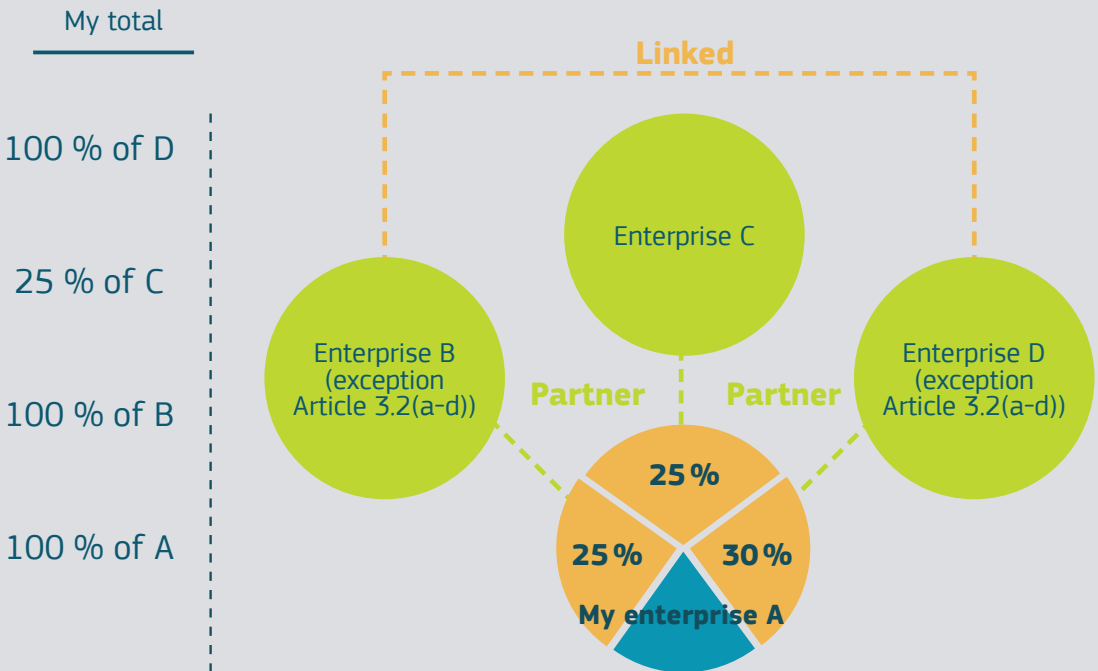 My total
100 % of D
25 % of C
100 % of B
100 % of A
Linked
Enterprise C
Enterprise B
(exception
Article 3.2(a-d))
Enterprise D
(exception
Article 3.2(a-d))
Partner
Partner
25 %
25 %
30 %
My enterprise A